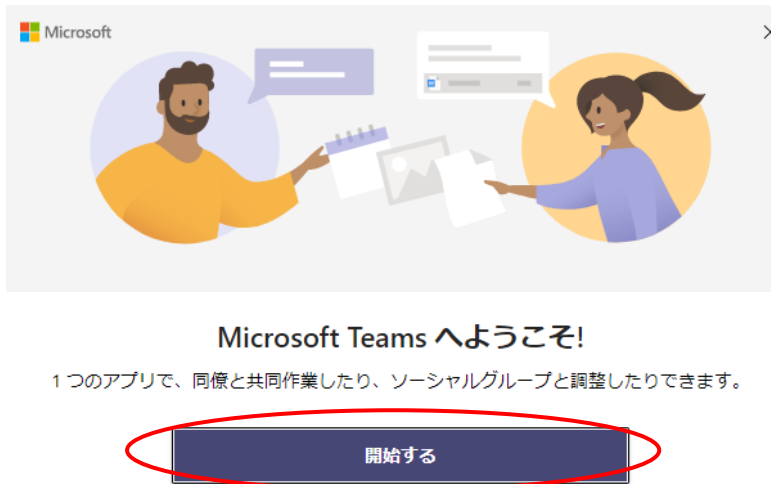 Microsoft
Microsoft Teams へようこそ!
1 つのアプリで、同僚と共同作業したり、ソーシャルグループと調整したりできます。
開始する